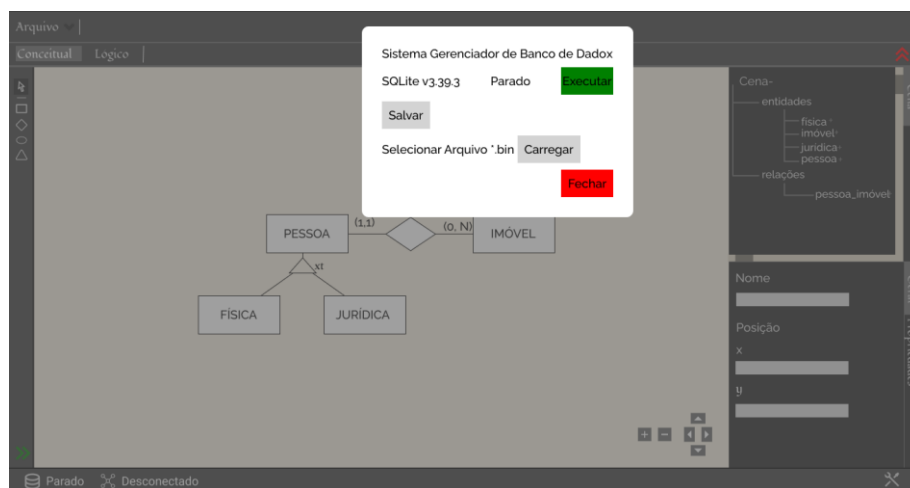 Arquivo
Conceitual Lógico
Sistema Gerenciador de Banco de Dadox
SQLite v3.39.3 Parado Executar
Salvar
Selecionar Arquivo *.bin Carregar
Fechar
PESSOA (1,1) (0, N) IMÓVEL
xt
FÍSICA JURÍDICA
Cena-
entidades
física
imóvel
juridica-
pessoa
relações
pessoa_imóvel
Nome
Posição
x
y
Parado Desconectado